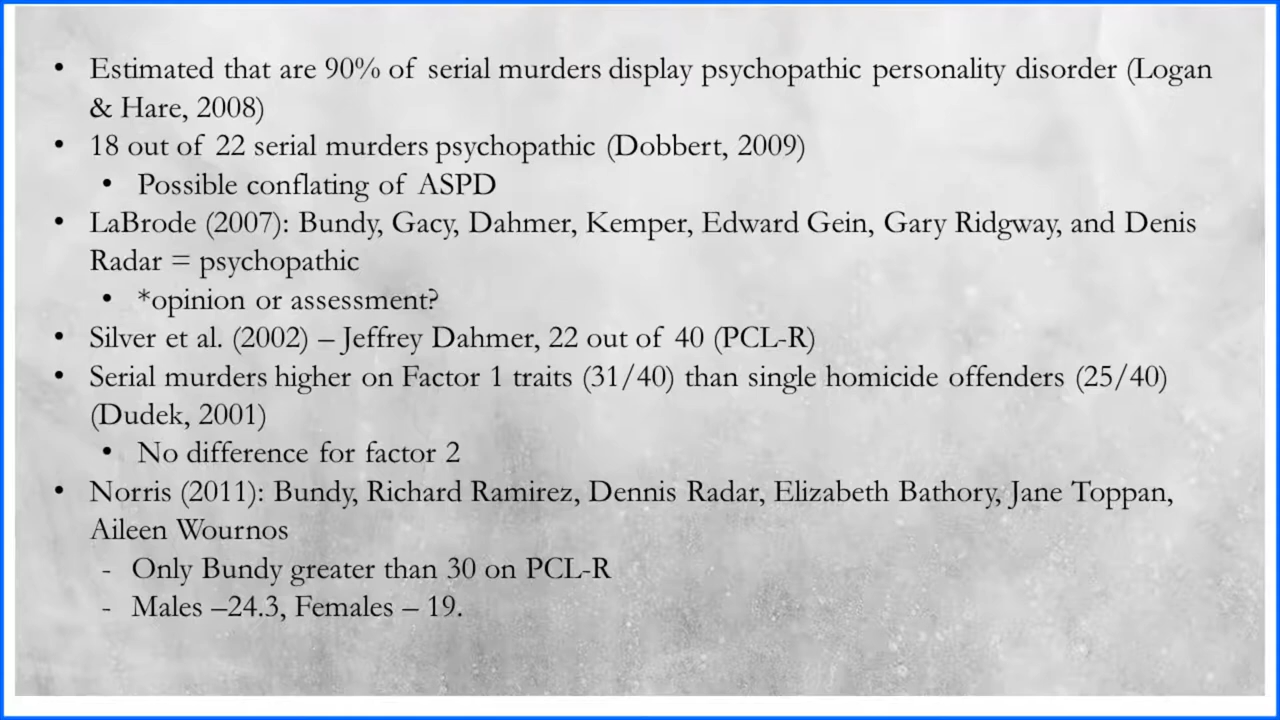 • Estimated that are 90% of serial murders display psychopathic personality disorder (Logan
& Hare, 2008)
• 18 out of 22 serial murders psychopathic (Dobbert, 2009)
• Possible conflating of ASPD
• LaBrode (2007): Bundy, Gacy, Dahmer, Kemper, Edward Gein, Gary Ridgway, and Denis
Radar = psychopathic
• *opinion or assessment?
• Silver et al. (2002) – Jeffrey Dahmer, 22 out of 40 (PCL-R)
• Serial murders higher on Factor 1 traits (31/40) than single homicide offenders (25/40)
(Dudek, 2001)
• No difference for factor 2
• Norris (2011): Bundy, Richard Ramirez, Dennis Radar, Elizabeth Bathory, Jane Toppan,
Aileen Wournos
- Only Bundy greater than 30 on PCL-R
- Males –24.3, Females – 19.